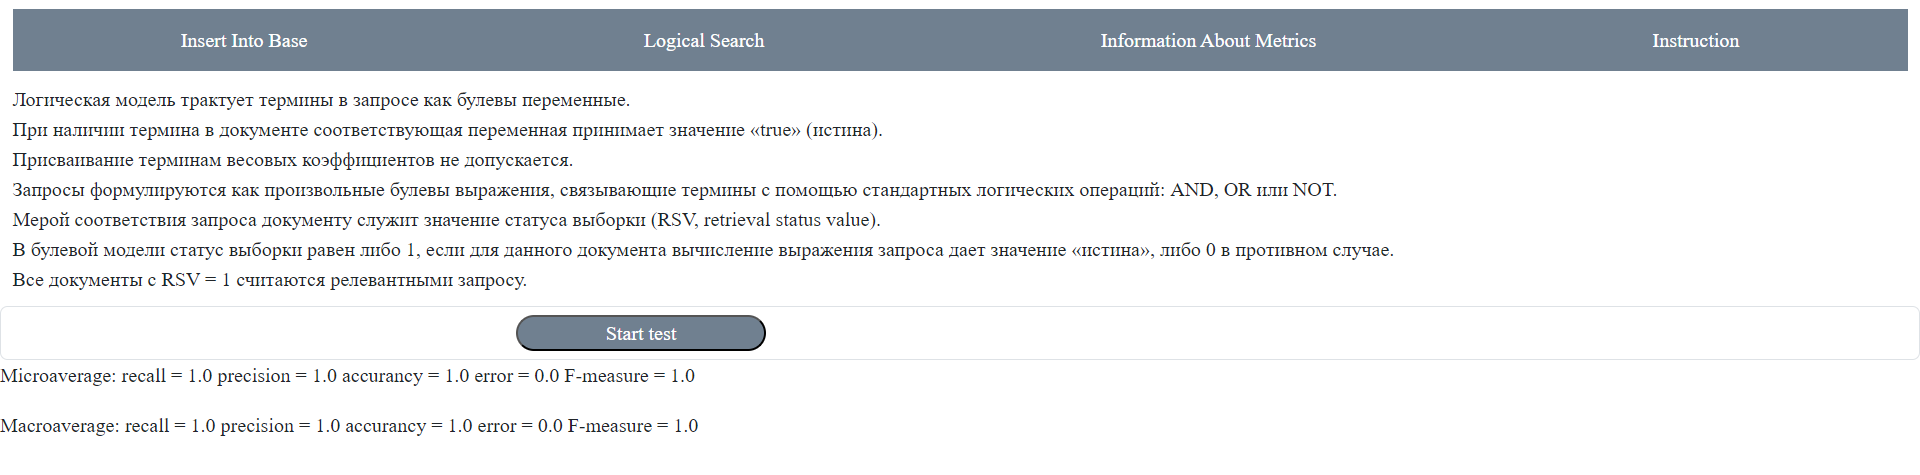 Insert Into Base Logical Search Information About Metrics Instruction
Логическая модель трактует термины в запросе как булевы переменные.
При наличии термина в документе соответствующая переменная принимает значение «true» (истина).
Присваивание терминам весовых коэффициентов не допускается.
Запросы формулируются как произвольные булевы выражения, связывающие термины с помощью стандартных логических операций: AND, OR или NOT.
Мерой соответствия запроса документу служит значение статуса выборки (RSV, retrieval status value).
В булевой модели статус выборки равен либо 1, если для данного документа вычисление выражения запроса дает значение «истина», либо 0 в противном случае.
Все документы с RSV = 1 считаются релевантными запросу.
Start test
Microaverage: recall = 1.0 precision = 1.0 accurancy = 1.0 error = 0.0 F-measure = 1.0
Macroaverage: recall = 1.0 precision = 1.0 accurancy = 1.0 error = 0.0 F-measure = 1.0